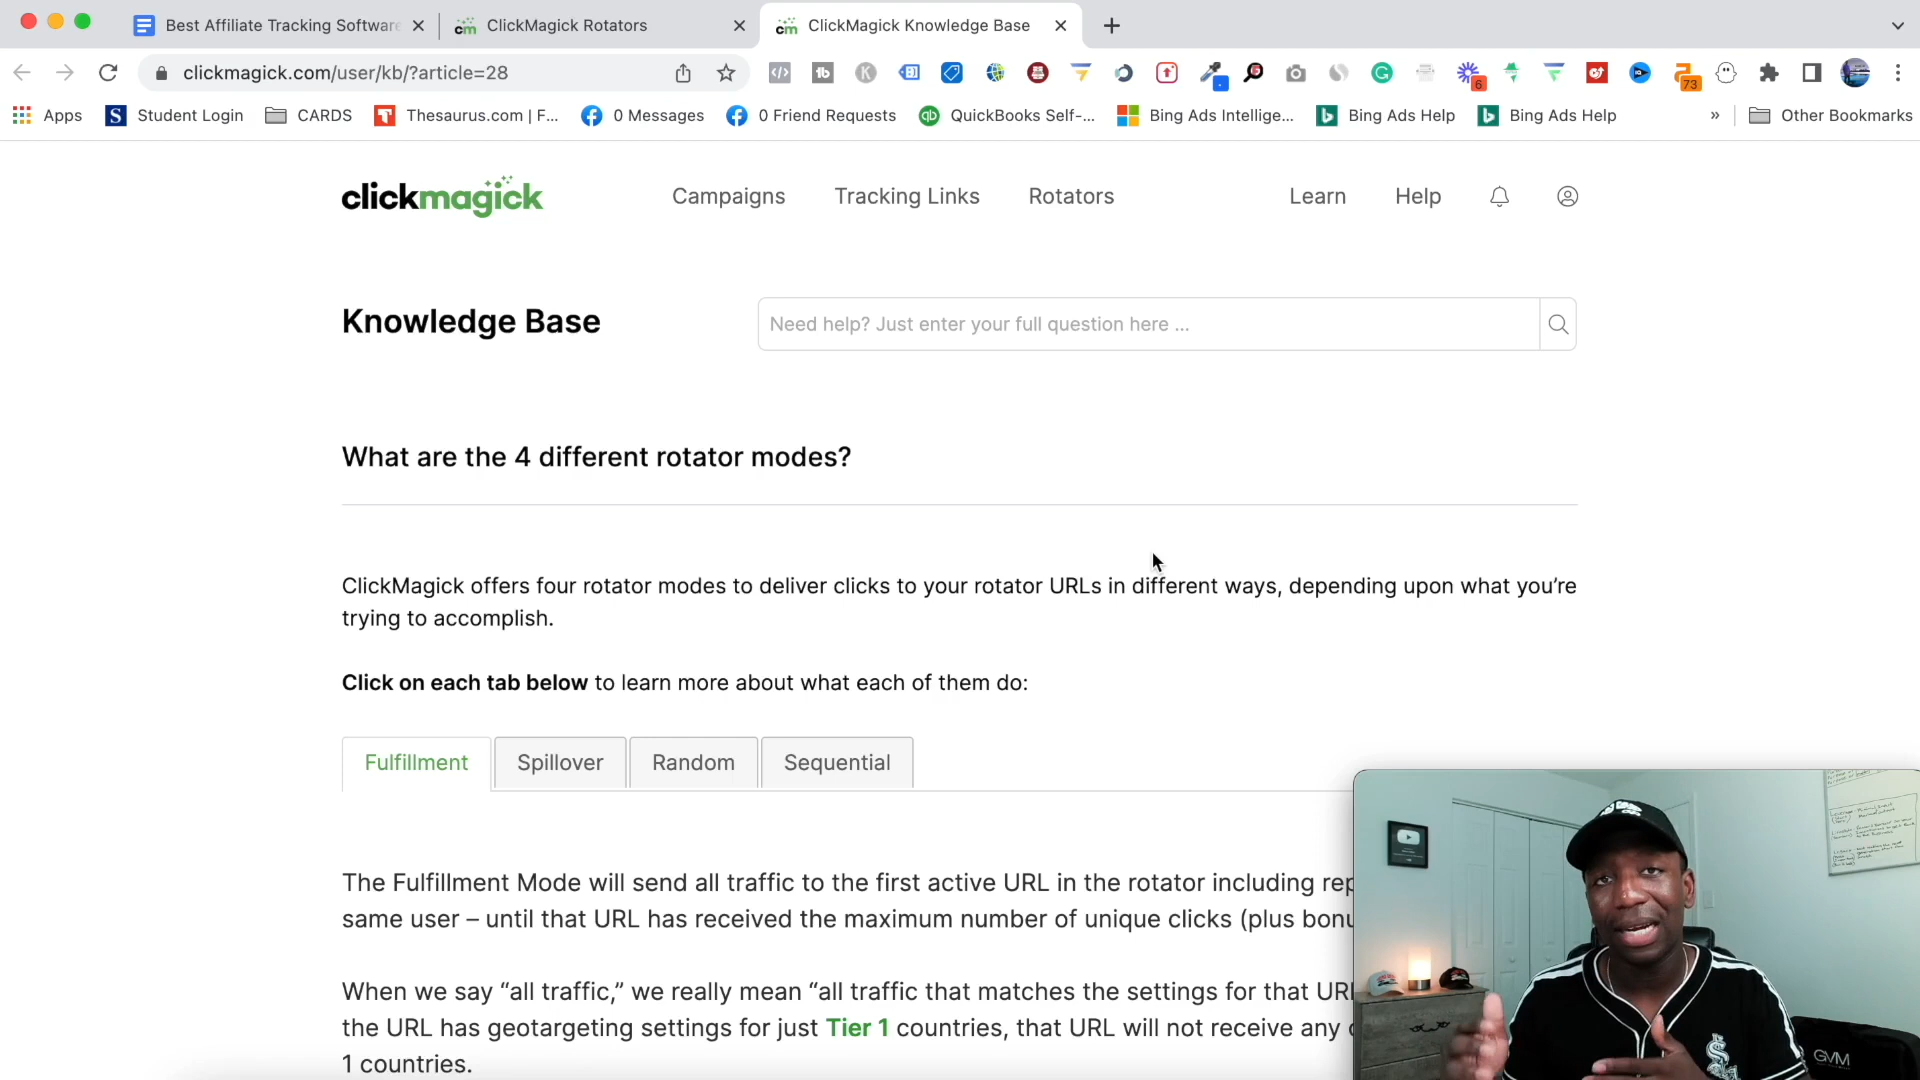 Best Affiliate Tracking Software
ClickMagick Rotators
ClickMagick Knowledge Base
clickmagick.com/user/kb/?article=28
6
73
Apps
Student Login
CARDS
Thesaurus.com | F...
0 Messages
0 Friend Requests
QuickBooks Self-...
Bing Ads Intellige...
Bing Ads Help
Bing Ads Help
»
Other Bookmarks
clickmagick
Campaigns
Tracking Links
Rotators
Learn
Help
Knowledge Base
Need help? Just enter your full question here ...
What are the 4 different rotator modes?
ClickMagick offers four rotator modes to deliver clicks to your rotator URLs in different ways, depending upon what you’re
trying to accomplish.
Click on each tab below to learn more about what each of them do:
Fulfillment
Spillover
Random
Sequential
The Fulfillment Mode will send all traffic to the first active URL in the rotator including rep
same user – until that URL has received the maximum number of unique clicks (plus bonu
When we say “all traffic,” we really mean “all traffic that matches the settings for that URL
the URL has geotargeting settings for just Tier 1 countries, that URL will not receive any
1 countries.
GVM